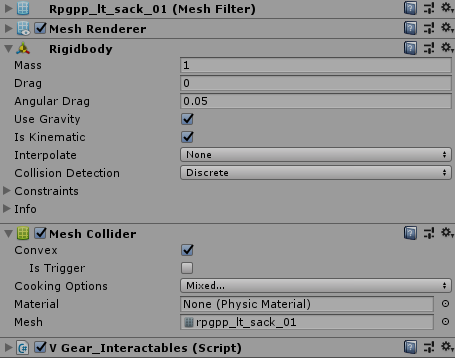 Rpgpp_lt_sack_01 (Mesh Filter)
Mesh Renderer
Rigidbody
Mass 1
Drag 0
Angular Drag 0.05
Use Gravity
Is Kinematic
Interpolate None
Collision Detection Discrete
Constraints
Info
Mesh Collider
Convex
Is Trigger
Cooking Options Mixed...
Material None (Physic Material)
Mesh rpgpp_lt_sack_01
V Gear_Interactables (Script)